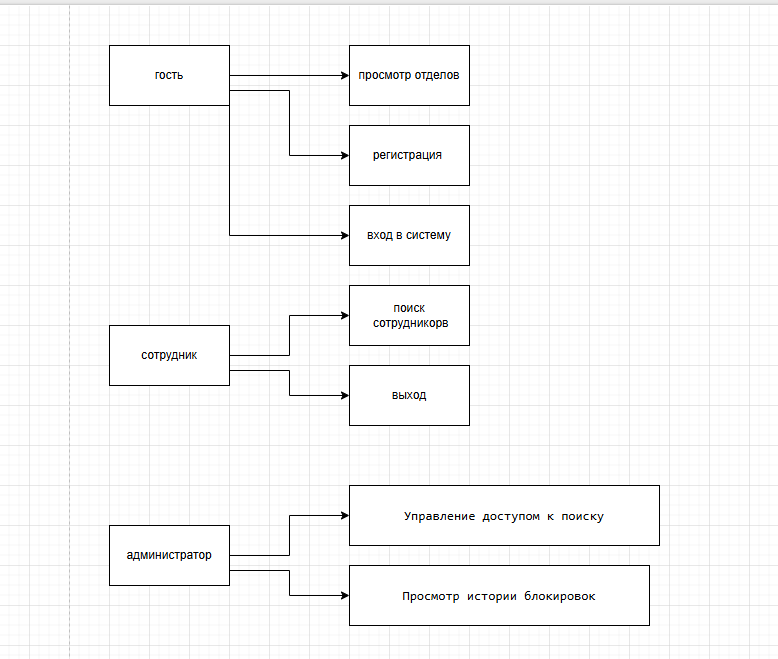 гость
просмотр отделов
регистрация
вход в систему
сотрудник
поиск
сотрудникорв
выход
администратор
Управление доступом к поиску
Просмотр истории блокировок